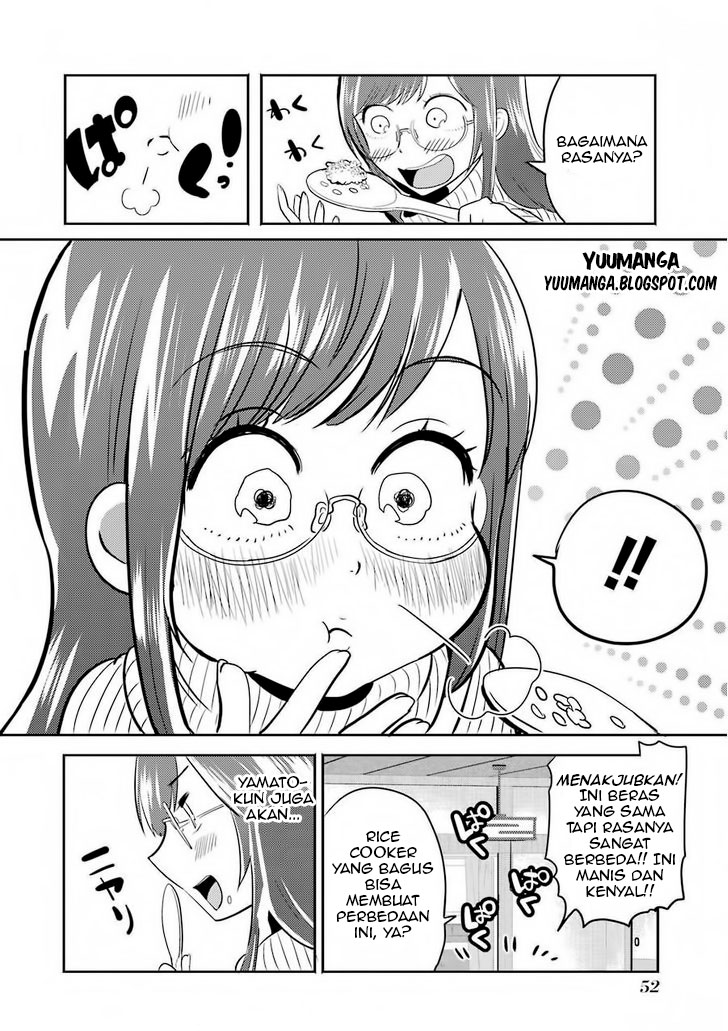 BAGAIMANA
RASANYA?
わく
わく
わく
ぱ
くっ!
YUUMANGA
YUUMANGA.BLOGSPOT.COM
!!
MENAKJUBKAN!
INI BERAS
YANG SAMA
TAPI RASANYA
SANGAT
BERBEDA!! INI
MANIS DAN
KENYAL!!
RICE
COOKER
YANG BAGUS
BISA
MEMBUAT
PERBEDAAN
INI, YA?
YAMATO-
KUN JUGA
AKAN...
ニヤリ
52